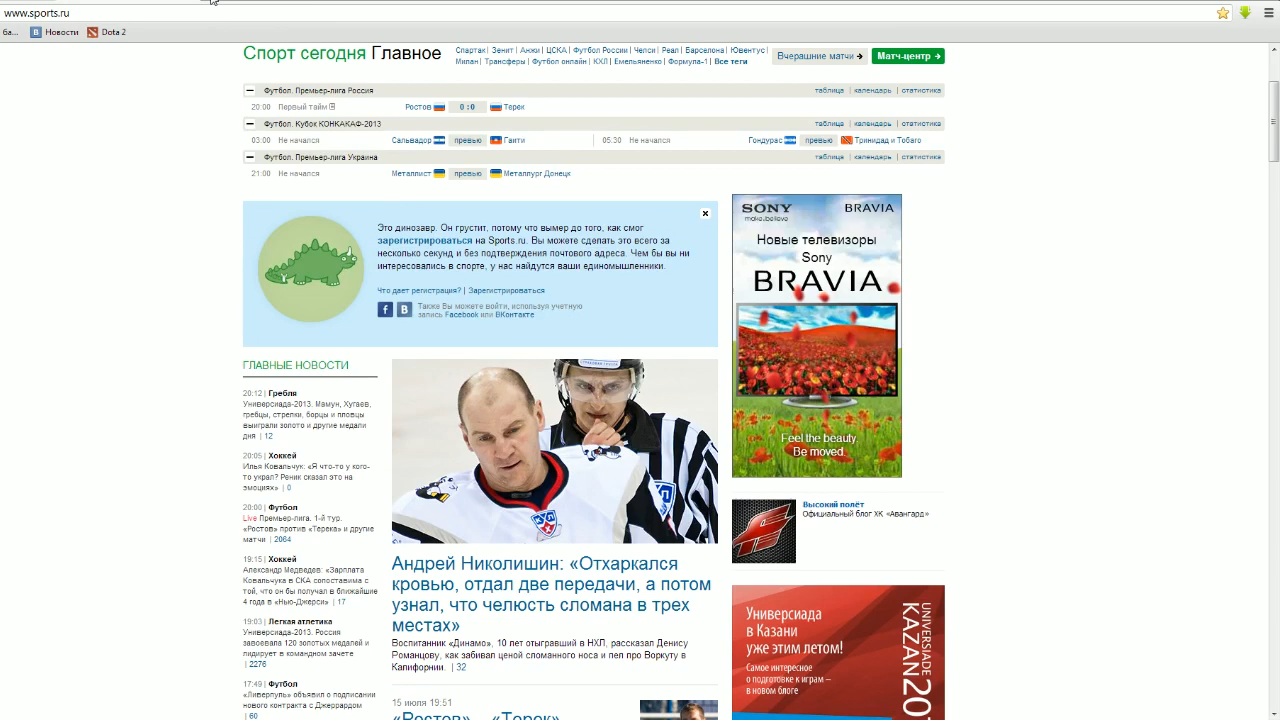 www.sports.ru
ба... Новости Dota 2
Спорт сегодня Главное
Спартак| Зенит| Анжи| ЦСКА| Футбол России| Челси| Реал| Барселона| Ювентус|
Милан| Трансферы| Футбол онлайн| КХЛ| Емельяненко| Формула-1| Все теги
Вчерашние матчи
Матч-центр
Футбол. Премьер-лига Россия таблица | календарь | статистика
20:00 Первый тайм Ростов 0 : 0 Терек
Футбол. Кубок КОНКАКАФ-2013 таблица | календарь | статистика
03:00 Не начался Сальвадор превью Гаити 05:30 Не начался Гондурас превью Тринидад и Тобаго
Футбол. Премьер-лига Украина таблица | календарь | статистика
21:00 Не начался Металлист превью Металлург Донецк
Это динозавр. Он грустит, потому что вымер до того, как смог
зарегистрироваться на Sports.ru. Вы можете сделать это всего за
несколько секунд и без подтверждения почтового адреса. Чем бы вы ни
интересовались в спорте, у нас найдутся ваши единомышленники.
Что дает регистрация? | Зарегистрироваться
Также Вы можете войти, используя учетную
запись Facebook или ВКонтакте
ГЛАВНЫЕ НОВОСТИ
20:12 | Гребля
Универсиада-2013. Мамун, Хугаев,
гребцы, стрелки, борцы и пловцы
выиграли золото и другие медали
дня | 12
20:05 | Хоккей
Илья Ковальчук: «Я что-то у кого-
то украл? Реник сказал это на
эмоциях» | 0
20:00 | Футбол
Live Премьер-лига. 1-й тур.
«Ростов» против «Терека» и другие
матчи | 2064
19:15 | Хоккей
Александр Медведев: «Зарплата
Ковальчука в СКА сопоставима с
той, что он бы получал в ближайшие
4 года в «Нью-Джерси» | 17
19:03 | Легкая атлетика
Универсиада-2013. Россия
завоевала 120 золотых медалей и
лидирует в командном зачете
| 2276
17:49 | Футбол
«Ливерпуль» объявил о подписании
нового контракта с Джеррардом
| 60
Андрей Николишин: «Отхаркался
кровью, отдал две передачи, а потом
узнал, что челюсть сломана в трех
местах»
Воспитанник «Динамо», 10 лет отыгравший в НХЛ, рассказал Денису
Романцову, как забивал ценой сломанного носа и пел про Воркуту в
Калифорнии. | 32
15 июля 19:51
«Ростов» – «Терек»
SONY BRAVIA
make.believe
Новые телевизоры
Sony
BRAVIA
Feel the beauty.
Be moved.
Высокий полёт
Официальный блог ХК «Авангард»
Универсиада
в Казани
уже этим летом!
Самое интересное
о подготовке к играм –
в новом блоге
UNIVERSIADE
KAZAN 20